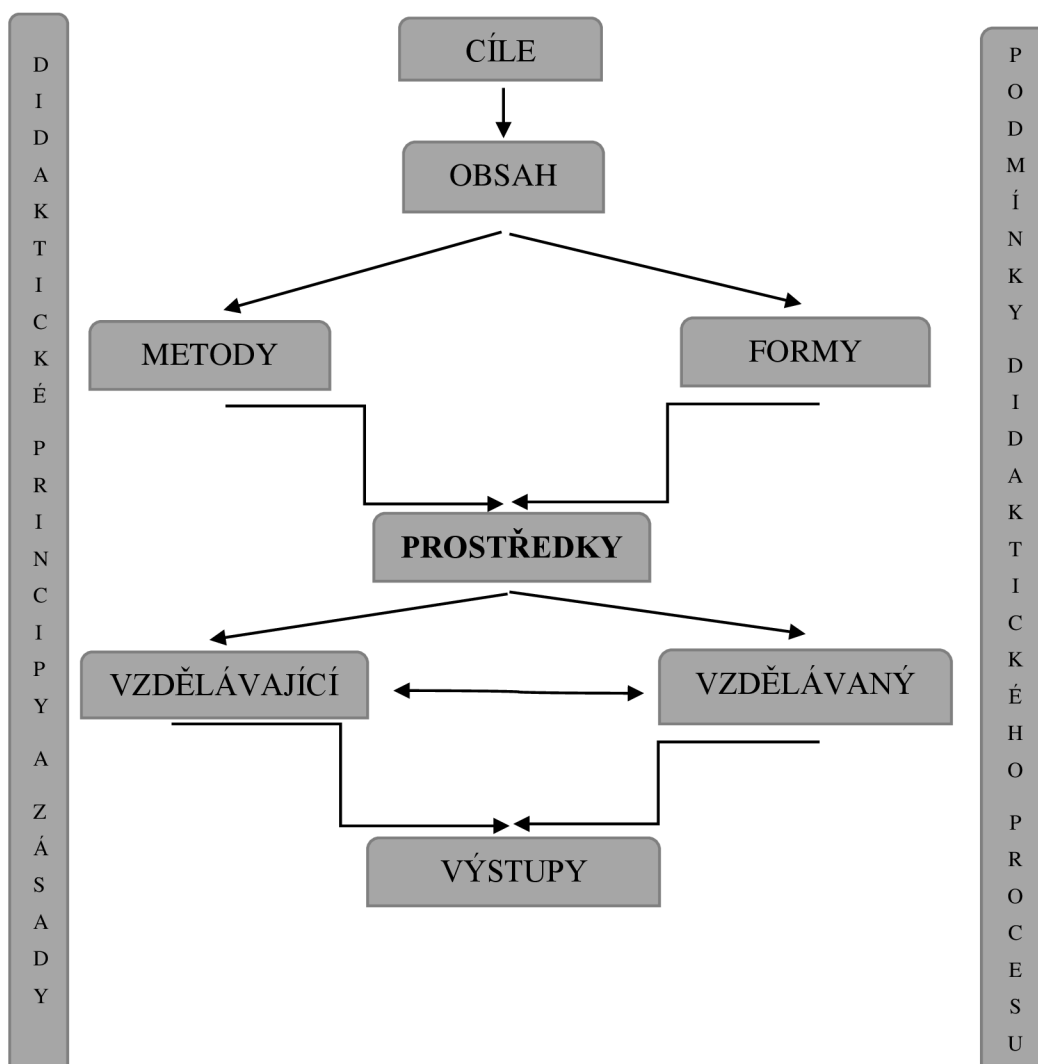 DIDAKTICKÉ PRINCIPY A ZÁSADY
CÍLE
OBSAH
METODY
FORMY
PROSTŘEDKY
VZDĚLÁVAJÍCÍ
VZDĚLÁVANÝ
VÝSTUPY
PODMÍNKY DIDAKTICKÉHO PROCESU